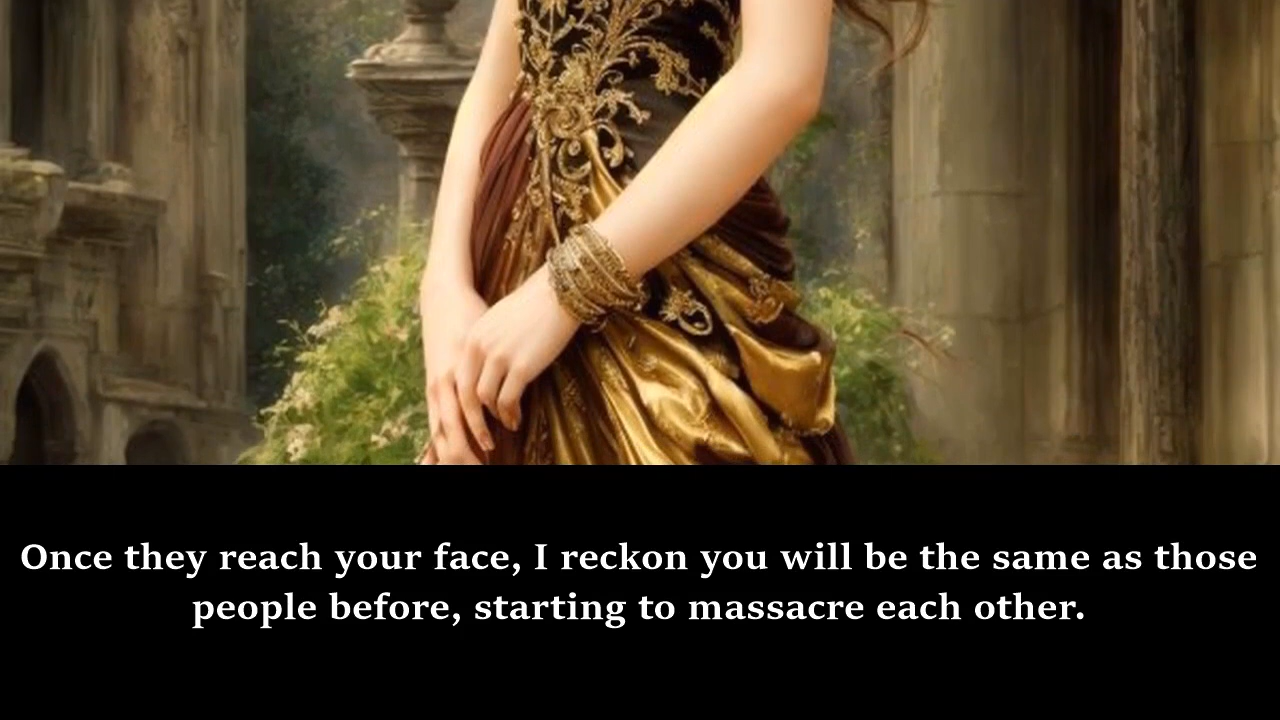 Once they reach your face, I reckon you will be the same as those
people before, starting to massacre each other.